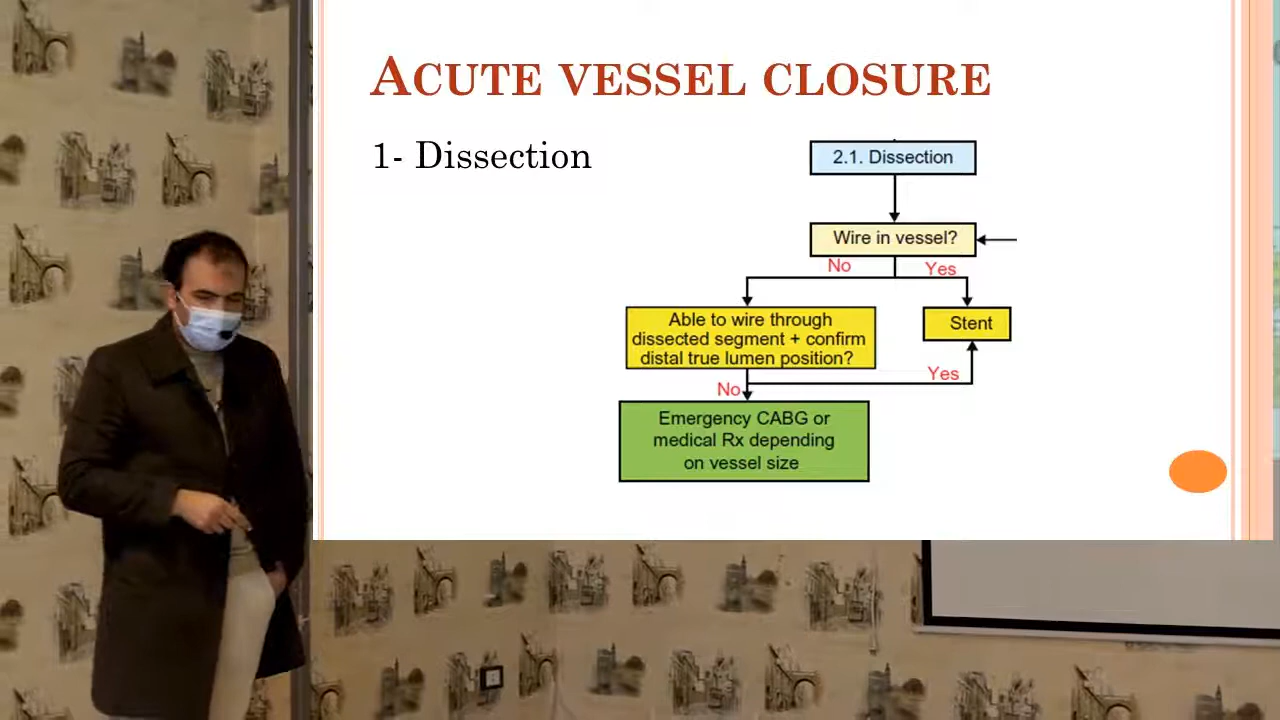 ACUTE VESSEL CLOSURE
1- Dissection
2.1. Dissection
Wire in vessel?
No
Yes
Able to wire through
dissected segment + confirm
distal true lumen position?
Stent
Yes
No
Emergency CABG or
medical Rx depending
on vessel size